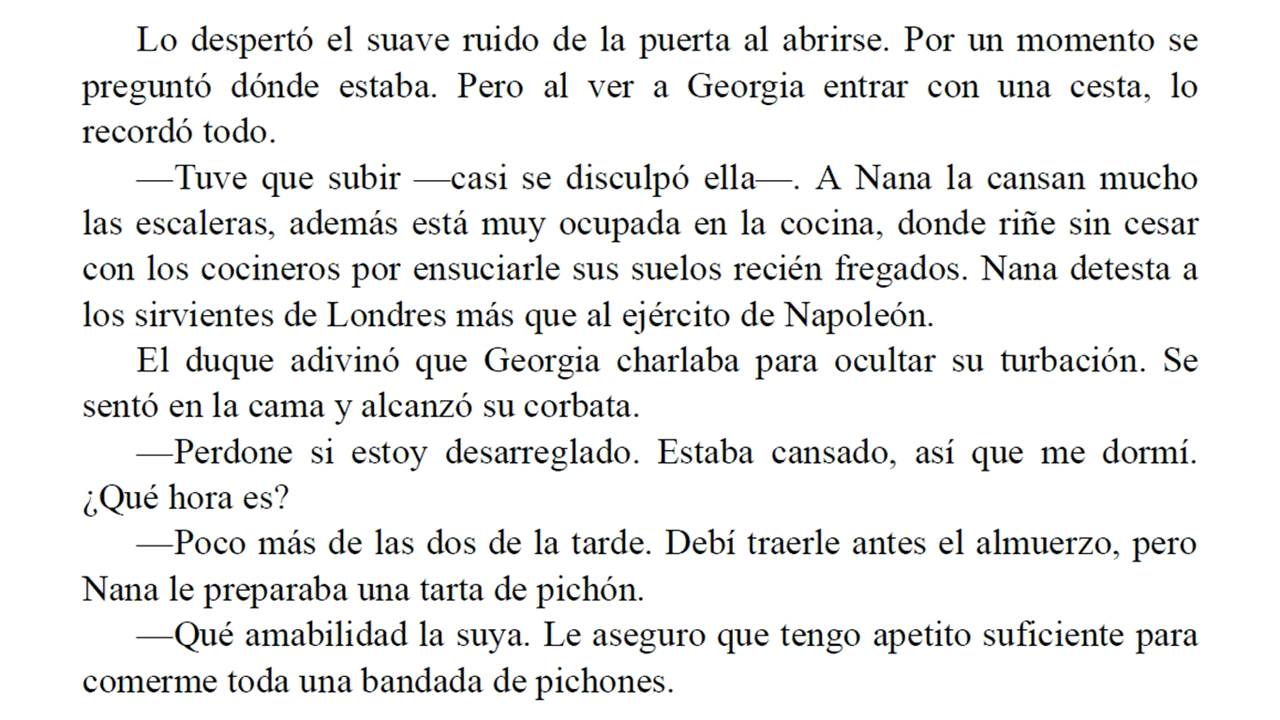 Lo despertó el suave ruido de la puerta al abrirse. Por un momento se
preguntó dónde estaba. Pero al ver a Georgia entrar con una cesta, lo
recordó todo.
—Tuve que subir —casi se disculpó ella—. A Nana la cansan mucho
las escaleras, además está muy ocupada en la cocina, donde riñe sin cesar
con los cocineros por ensuciarle sus suelos recién fregados. Nana detesta a
los sirvientes de Londres más que al ejército de Napoleón.
El duque adivinó que Georgia charlaba para ocultar su turbación. Se
sentó en la cama y alcanzó su corbata.
—Perdone si estoy desarreglado. Estaba cansado, así que me dormí.
¿Qué hora es?
—Poco más de las dos de la tarde. Debí traerle antes el almuerzo, pero
Nana le preparaba una tarta de pichón.
—Qué amabilidad la suya. Le aseguro que tengo apetito suficiente para
comerme toda una bandada de pichones.